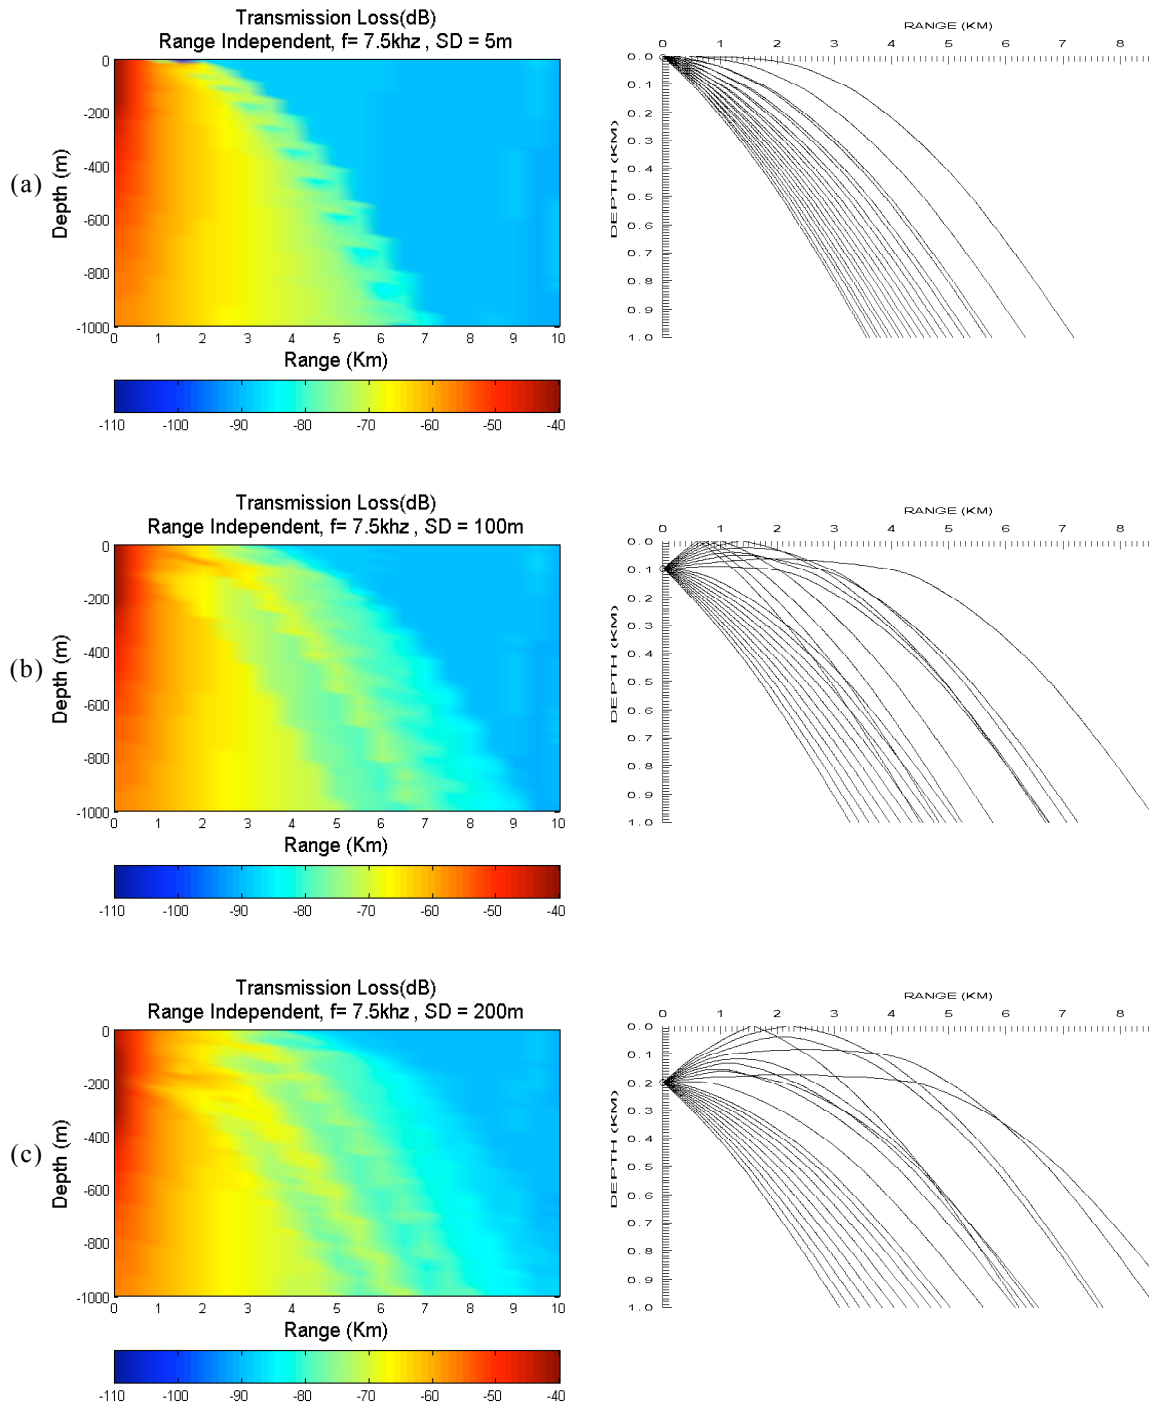 Transmission Loss(dB)
Range Independent, f= 7.5khz , SD = 5m
(a)
Depth (m)
0
-200
-400
-600
-800
-1000
0 1 2 3 4 5 6 7 8 9 10
Range (Km)
-110 -100 -90 -80 -70 -60 -50 -40
RANGE (KM)
0 1 2 3 4 5 6 7 8
DEPTH (KM)
0.0
0.1
0.2
0.3
0.4
0.5
0.6
0.7
0.8
0.9
1.0
Transmission Loss(dB)
Range Independent, f= 7.5khz , SD = 100m
(b)
Depth (m)
0
-200
-400
-600
-800
-1000
0 1 2 3 4 5 6 7 8 9 10
Range (Km)
-110 -100 -90 -80 -70 -60 -50 -40
RANGE (KM)
0 1 2 3 4 5 6 7 8
DEPTH (KM)
0.0
0.1
0.2
0.3
0.4
0.5
0.6
0.7
0.8
0.9
1.0
Transmission Loss(dB)
Range Independent, f= 7.5khz , SD = 200m
(c)
Depth (m)
0
-200
-400
-600
-800
-1000
0 1 2 3 4 5 6 7 8 9 10
Range (Km)
-110 -100 -90 -80 -70 -60 -50 -40
RANGE (KM)
0 1 2 3 4 5 6 7 8
DEPTH (KM)
0.0
0.1
0.2
0.3
0.4
0.5
0.6
0.7
0.8
0.9
1.0